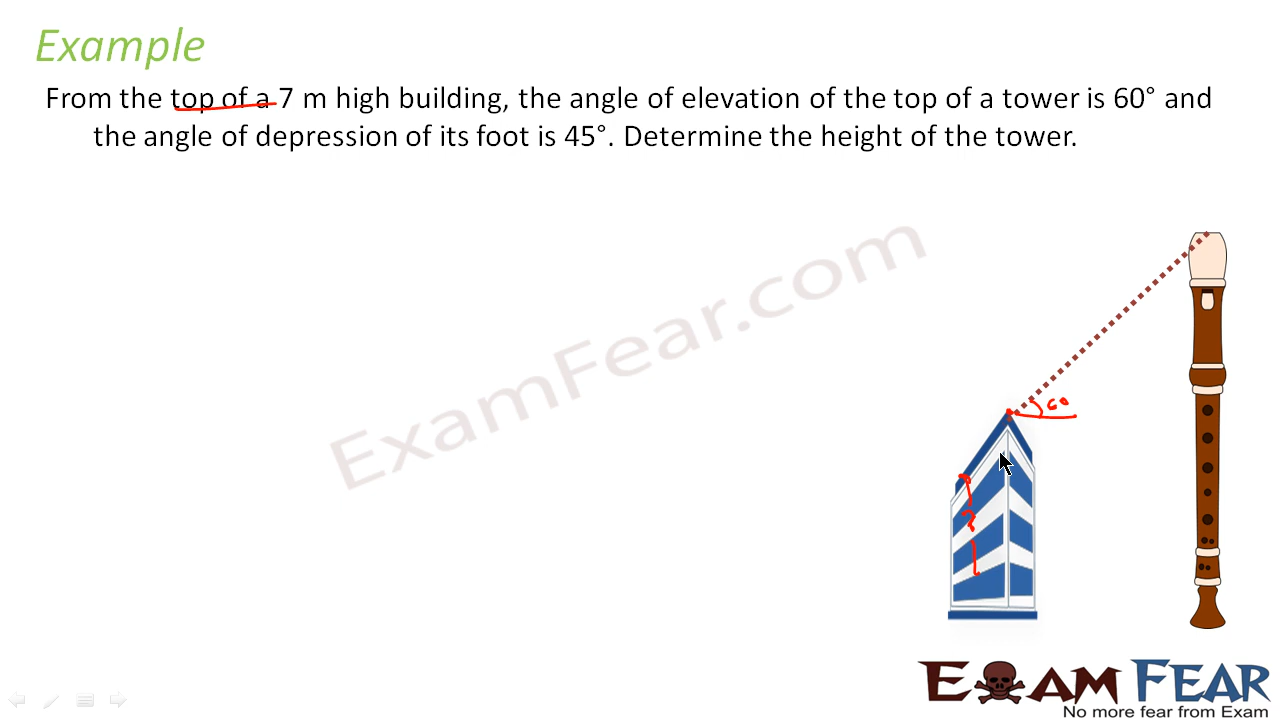 Example
From the top of a 7 m high building, the angle of elevation of the top of a tower is 60° and
the angle of depression of its foot is 45°. Determine the height of the tower.
ExamFear.com
60
7
EXAM FEAR
No more fear from Exam